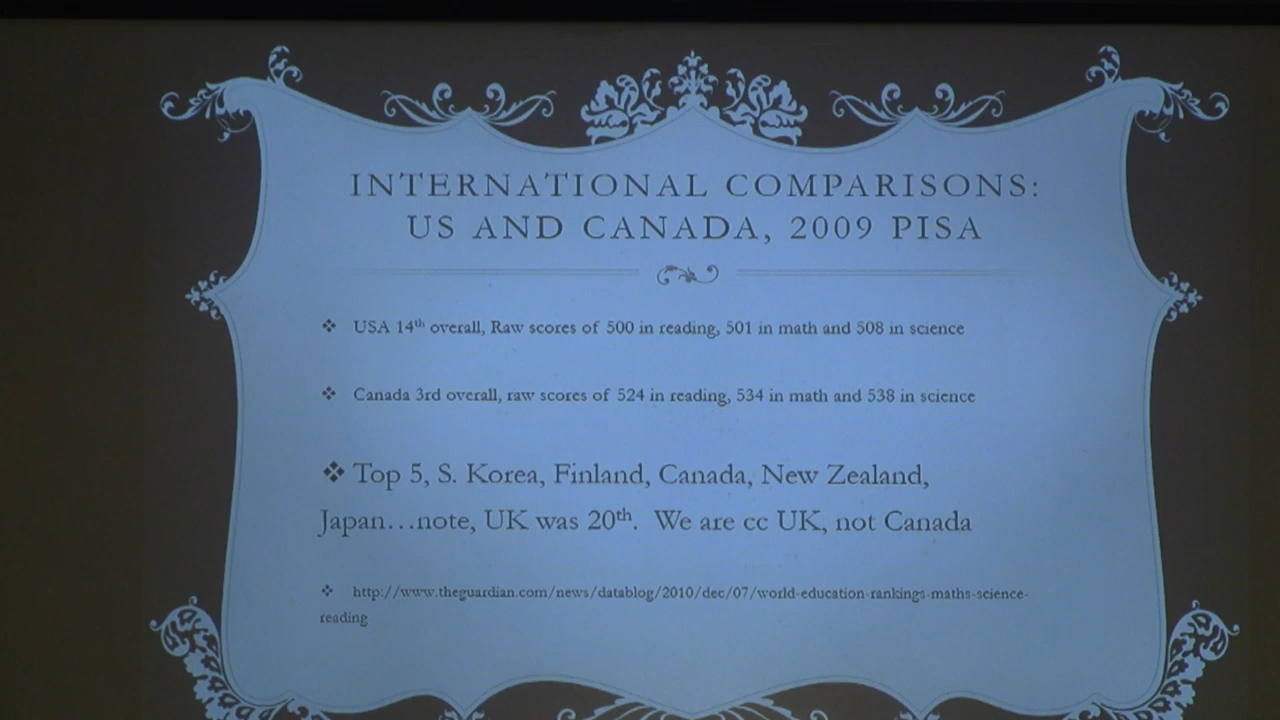 INTERNATIONAL COMPARISONS:
US AND CANADA, 2009 PISA
❖ USA 14th overall, Raw scores of 500 in reading, 501 in math and 508 in science
❖ Canada 3rd overall, raw scores of 524 in reading, 534 in math and 538 in science
❖ Top 5, S. Korea, Finland, Canada, New Zealand,
Japan…note, UK was 20th. We are cc UK, not Canada
❖ http://www.theguardian.com/news/datablog/2010/dec/07/world-education-rankings-maths-science-
reading